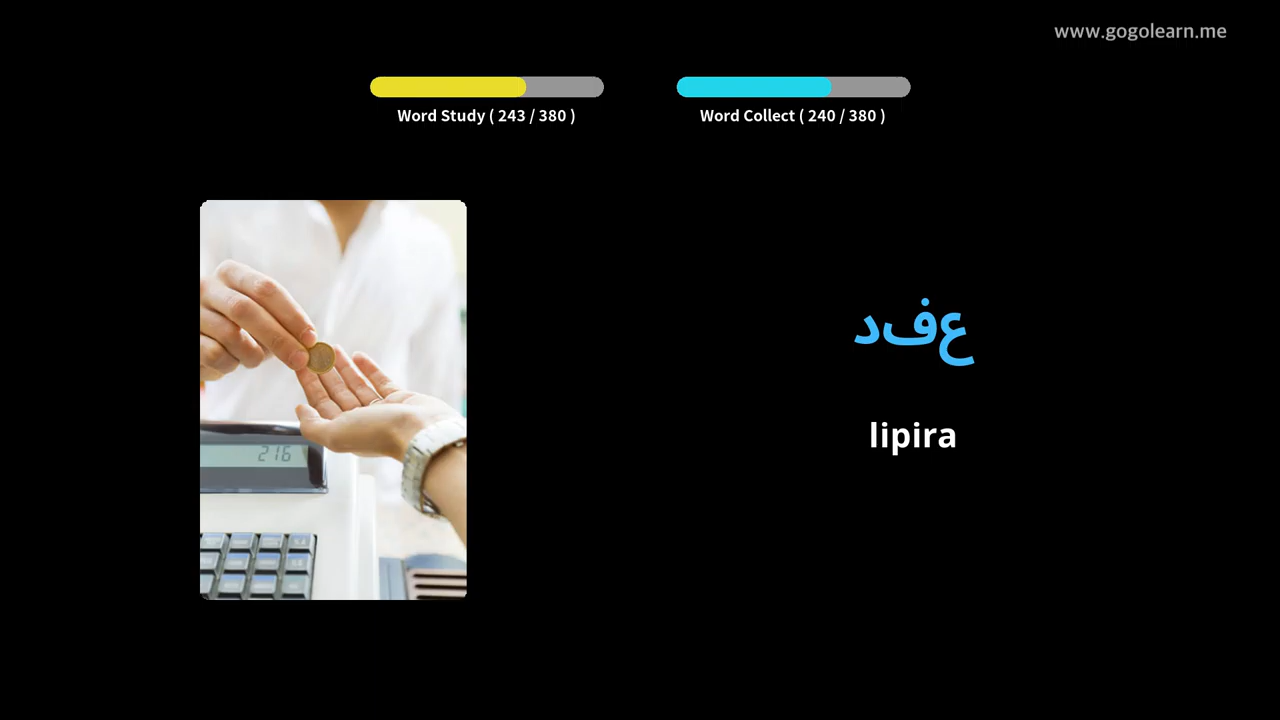 www.gogolearn.me
Word Study ( 243 / 380 )
Word Collect ( 240 / 380 )
216
دفع
lipira